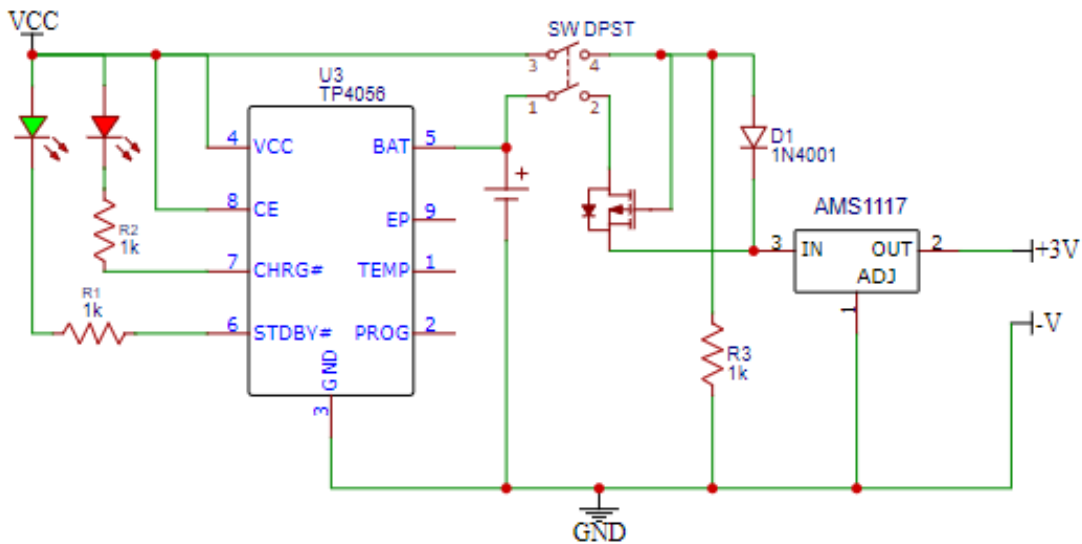 VCC
SW DPST
3
4
1
2
U3
TP4056
4
VCC
BAT
5
8
CE
EP
9
7
CHRG#
TEMP
1
6
STDBY#
PROG
2
GND
3
R2
1k
R1
1k
+
D1
1N4001
AMS1117
3
IN
OUT
2
ADJ
1
+3V
-V
R3
1k
GND